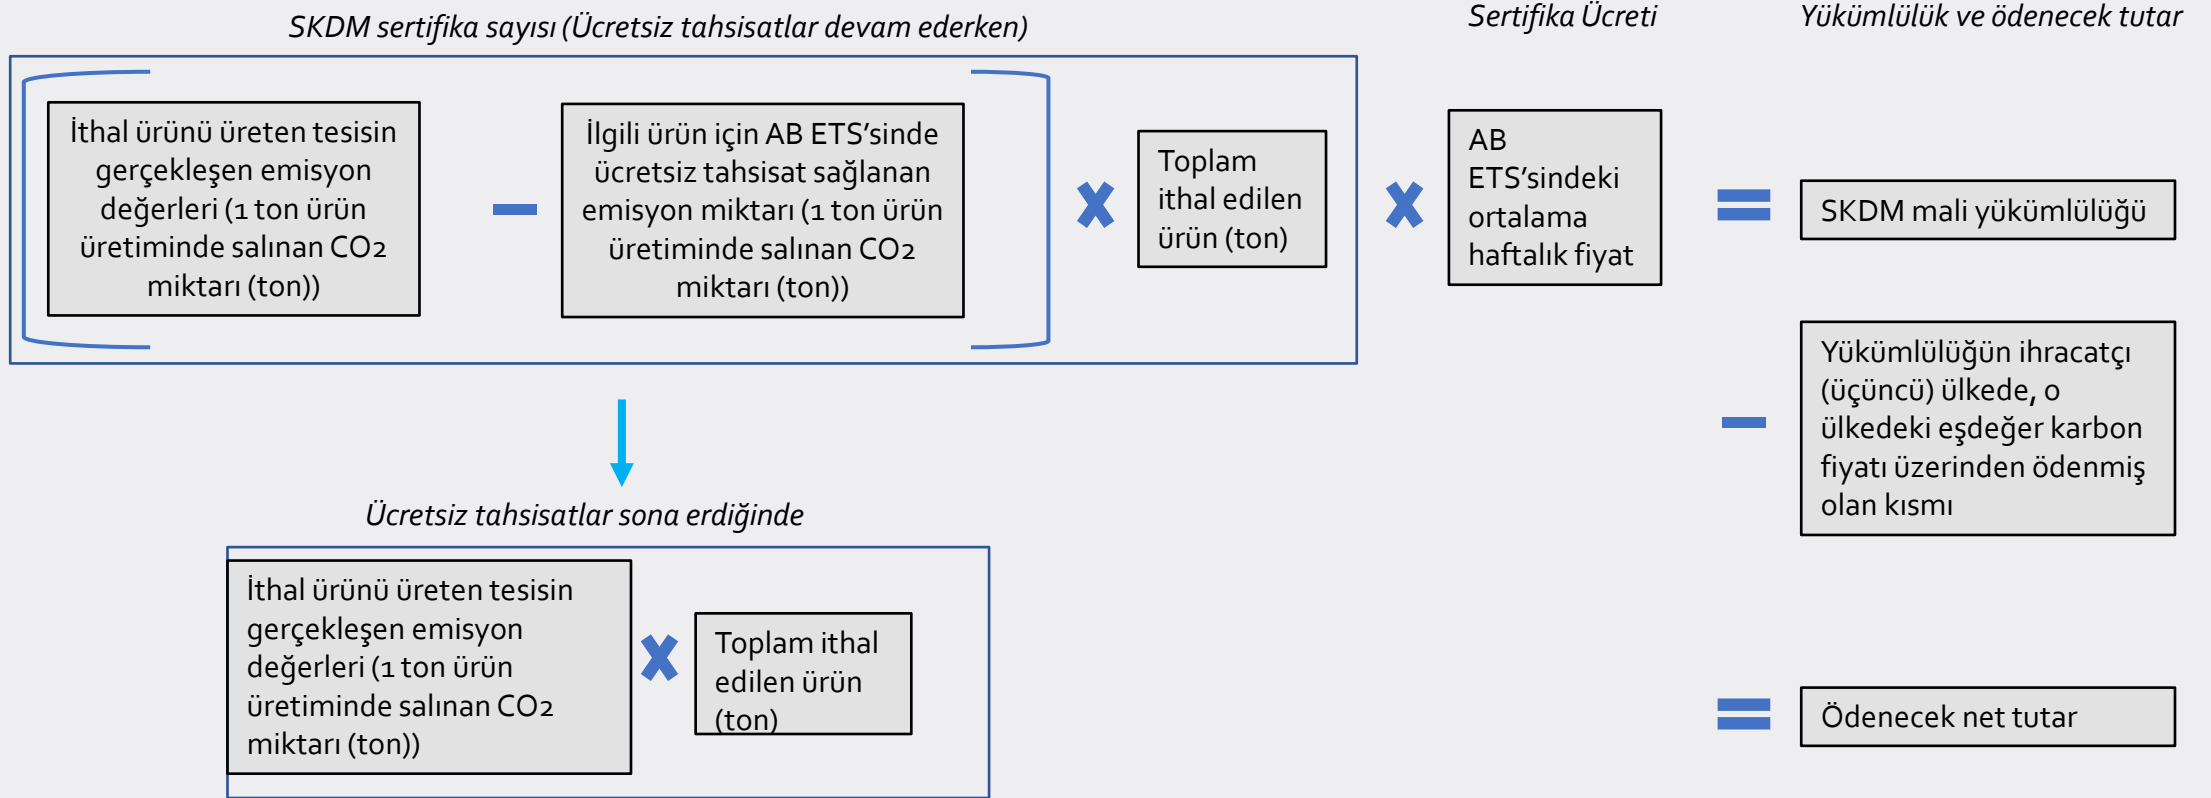 SKDM sertifika sayısı (Ücretsiz tahsisatlar devam ederken)
Sertifika Ücreti
Yükümlülük ve ödenecek tutar
İthal ürünü üreten tesisin
gerçekleşen emisyon
değerleri (1 ton ürün
üretiminde salınan CO2
miktarı (ton))
İlgili ürün için AB ETS’sinde
ücretsiz tahsisat sağlanan
emisyon miktarı (1 ton ürün
üretiminde salınan CO2
miktarı (ton))
Toplam
ithal edilen
ürün (ton)
AB
ETS’sindeki
ortalama
haftalık fiyat
SKDM mali yükümlülüğü
Yükümlülüğün ihracatçı
(üçüncü) ülkede, o
ülkedeki eşdeğer karbon
fiyatı üzerinden ödenmiş
olan kısmı
Ücretsiz tahsisatlar sona erdiğinde
İthal ürünü üreten tesisin
gerçekleşen emisyon
değerleri (1 ton ürün
üretiminde salınan CO2
miktarı (ton))
Toplam ithal
edilen ürün
(ton)
Ödenecek net tutar